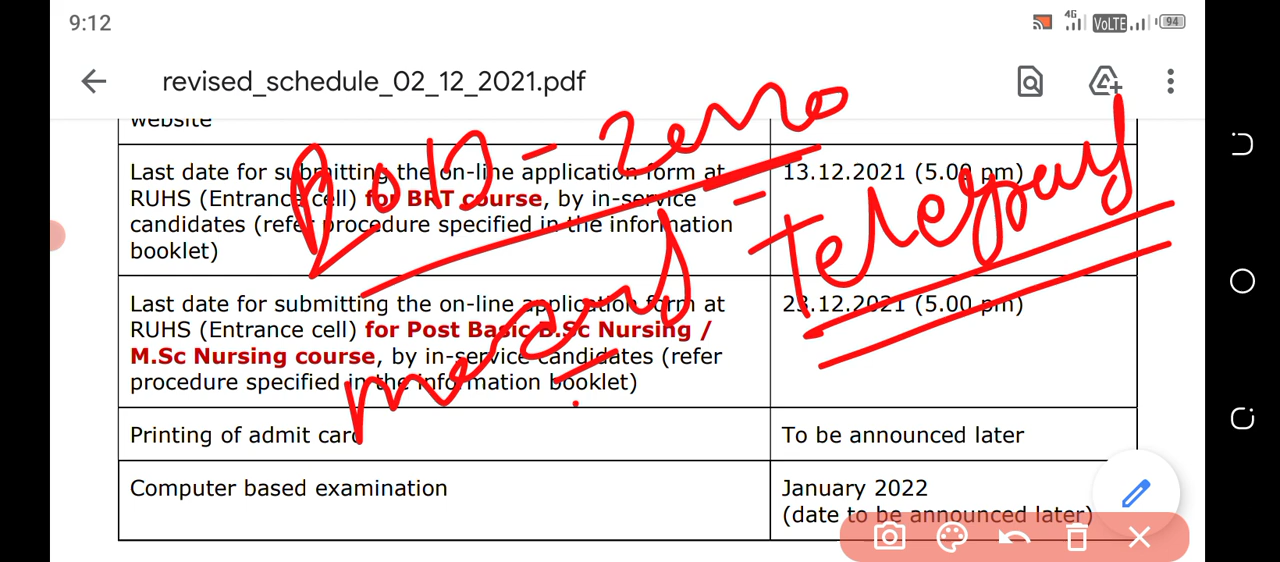 9:12
4G VoLTE 94
revised_schedule_02_12_2021.pdf
website
Last date for submitting the on-line application form at
RUHS (Entrance cell) for BRT course, by in-service
candidates (refer procedure specified in the information
booklet)
13.12.2021 (5.00 pm)
Last date for submitting the on-line application form at
RUHS (Entrance cell) for Post Basic B.Sc Nursing /
M.Sc Nursing course, by in-service candidates (refer
procedure specified in the information booklet)
23.12.2021 (5.00 pm)
Printing of admit card
To be announced later
Computer based examination
January 2022
(date to be announced later)